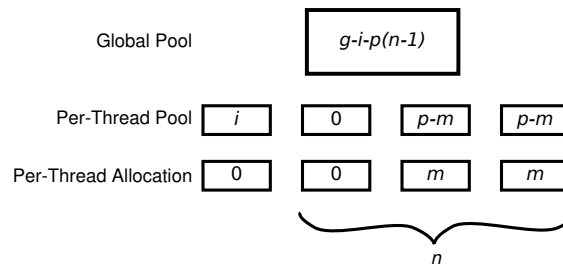 Global Pool g-i-p(n-1)
Per-Thread Pool i 0 p-m p-m
Per-Thread Allocation 0 0 m m
n